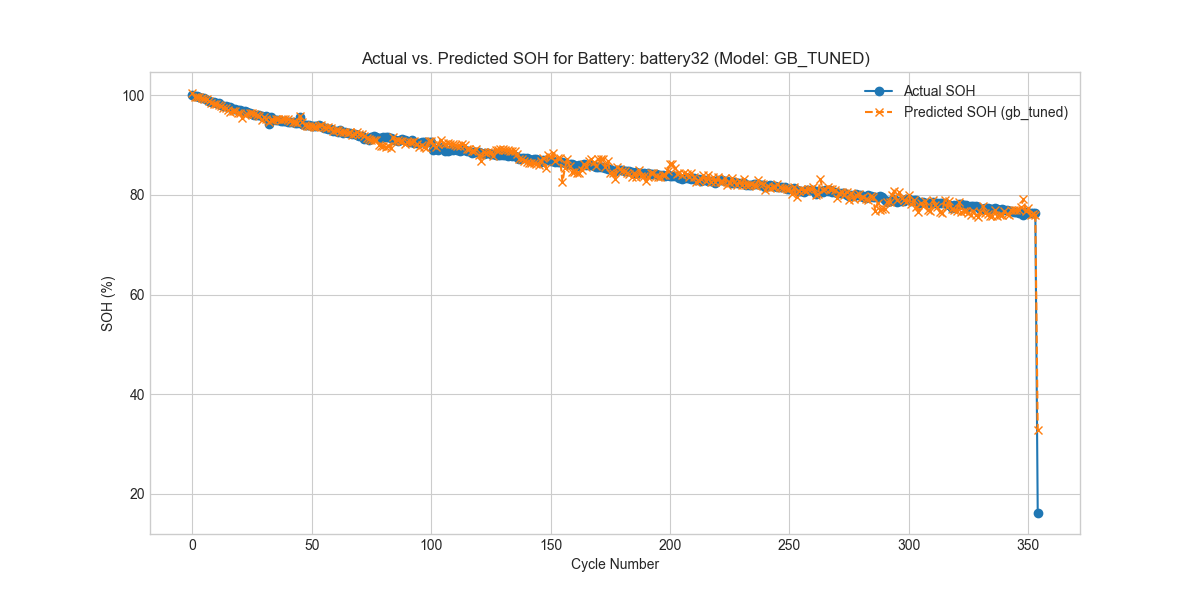 Actual vs. Predicted SOH for Battery: battery32 (Model: GB_TUNED)
Actual SOH
Predicted SOH (gb_tuned)
100
80
60
40
20
SOH (%)
0 50 100 150 200 250 300 350
Cycle Number